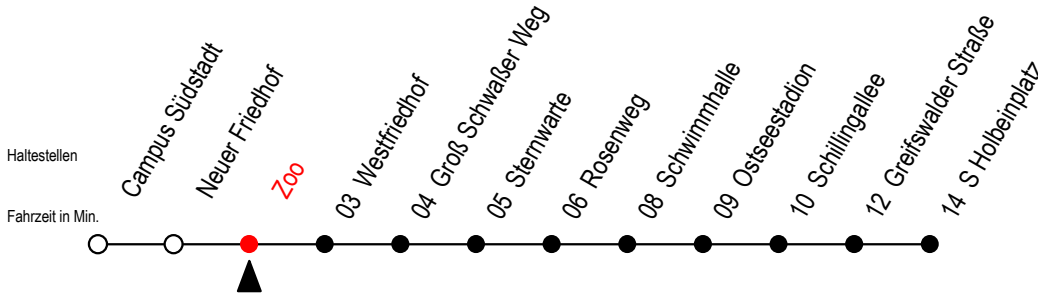 Haltestellen
Fahrzeit in Min.
Campus Südstadt
Neuer Friedhof
Zoo
03 Westfriedhof
04 Groß Schwaßer Weg
05 Sternwarte
06 Rosenweg
08 Schwimmhalle
09 Ostseestadion
10 Schillingallee
12 Greifswalder Straße
14 S Holbeinplatz